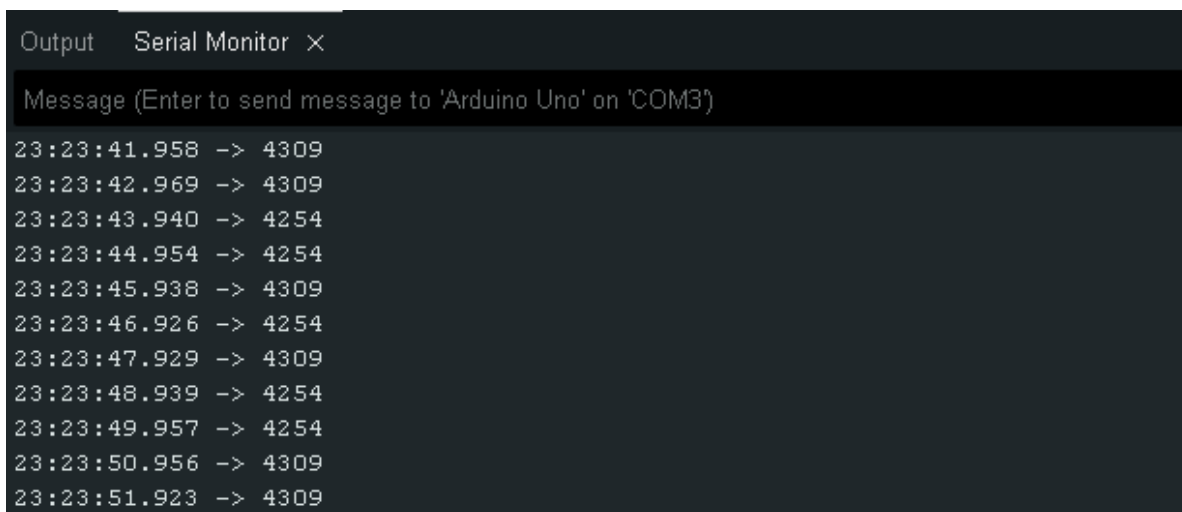 Output Serial Monitor ×
Message (Enter to send message to 'Arduino Uno' on 'COM3')
23:23:41.958 -> 4309
23:23:42.969 -> 4309
23:23:43.940 -> 4254
23:23:44.954 -> 4254
23:23:45.938 -> 4309
23:23:46.926 -> 4254
23:23:47.929 -> 4309
23:23:48.939 -> 4254
23:23:49.957 -> 4254
23:23:50.956 -> 4309
23:23:51.923 -> 4309